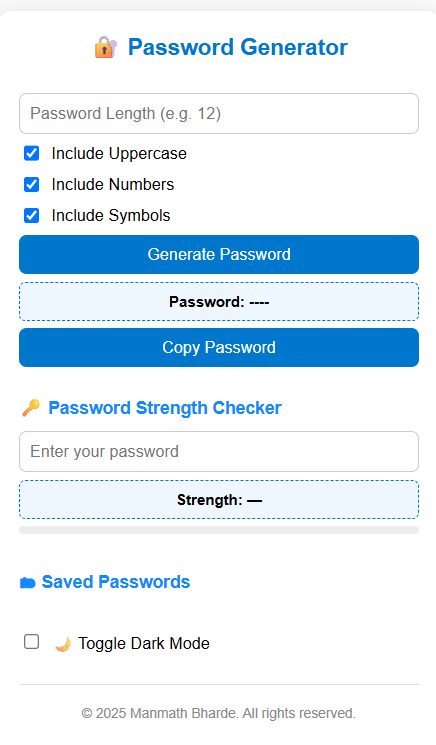 Password Generator
Password Length (e.g. 12)
Include Uppercase
Include Numbers
Include Symbols
Generate Password
Password: ----
Copy Password
Password Strength Checker
Enter your password
Strength: —
Saved Passwords
Toggle Dark Mode
© 2025 Manmath Bharde. All rights reserved.